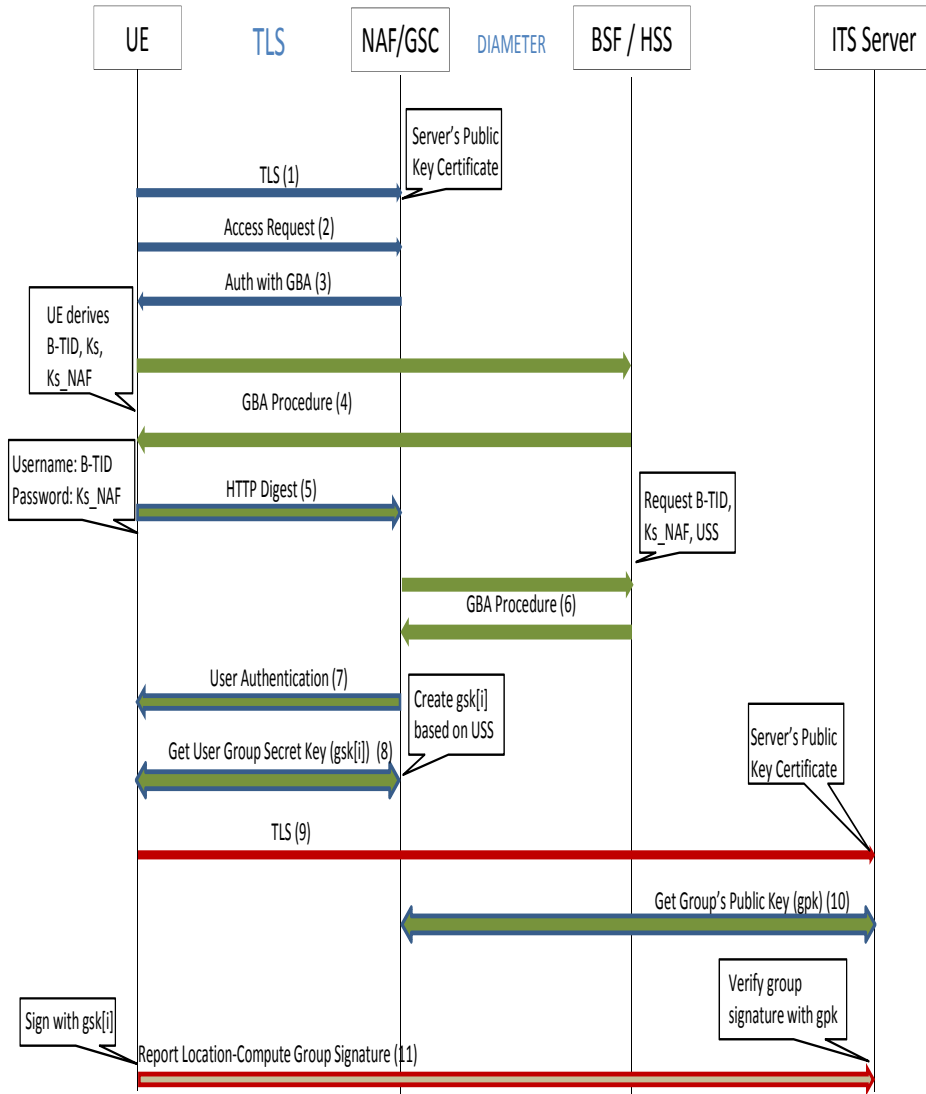 UE
TLS
NAF/GSC
DIAMETER
BSF / HSS
ITS Server
Server's Public
Key Certificate
TLS (1)
Access Request (2)
Auth with GBA (3)
UE derives
B-TID, Ks,
Ks_NAF
GBA Procedure (4)
Username: B-TID
Password: Ks_NAF
HTTP Digest (5)
Request B-TID,
Ks_NAF, USS
GBA Procedure (6)
User Authentication (7)
Create gsk[i]
based on USS
Get User Group Secret Key (gsk[i]) (8)
Server's Public
Key Certificate
TLS (9)
Get Group's Public Key (gpk) (10)
Verify group
signature with gpk
Sign with gsk[i]
Report Location-Compute Group Signature (11)